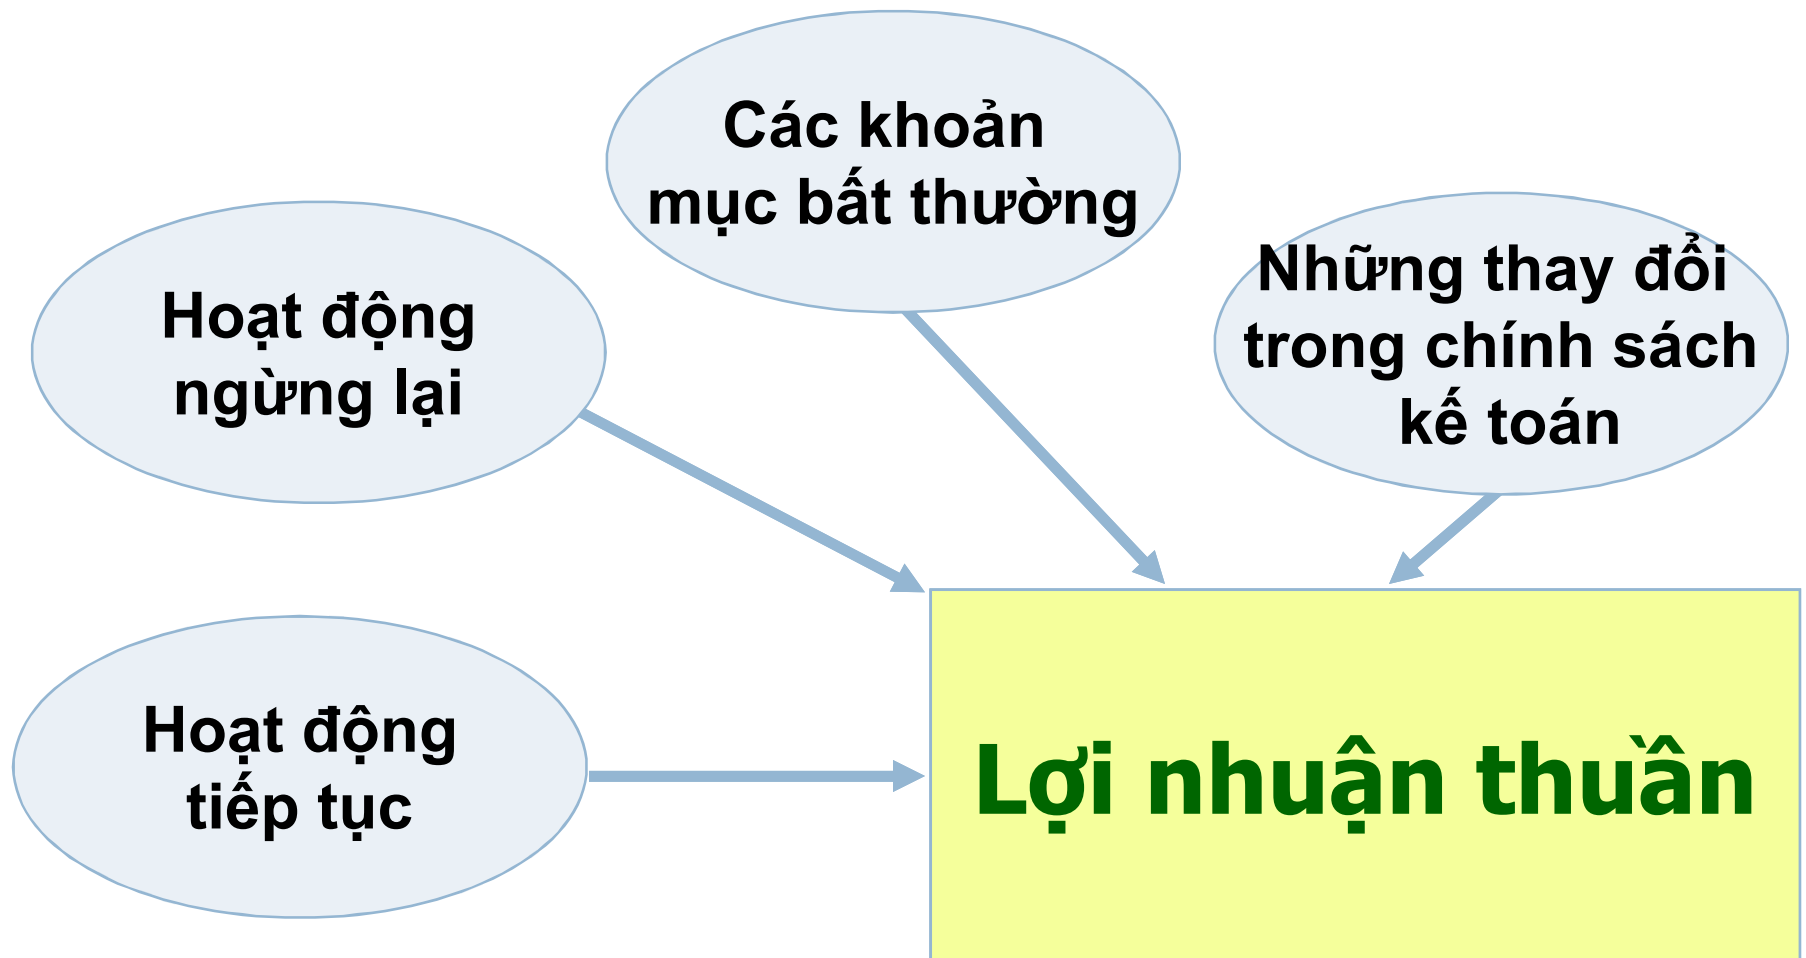 Các khoản
mục bất thường
Những thay đổi
trong chính sách
kế toán
Hoạt động
ngừng lại
Hoạt động
tiếp tục
Lợi nhuận thuần